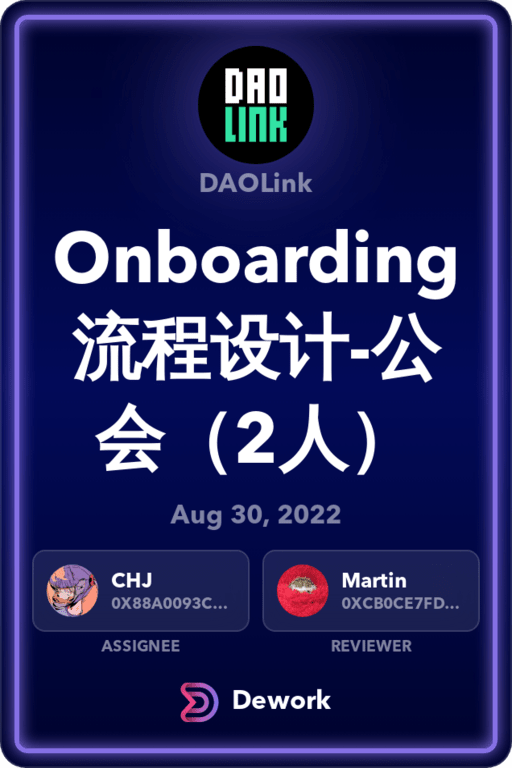 DAO
LINK
DAOLink
Onboarding
流程设计-公
会（2人）
Aug 30, 2022
CHJ
0X88A0093C...
Martin
0XCB0CE7FD...
ASSIGNEE
REVIEWER
Dework